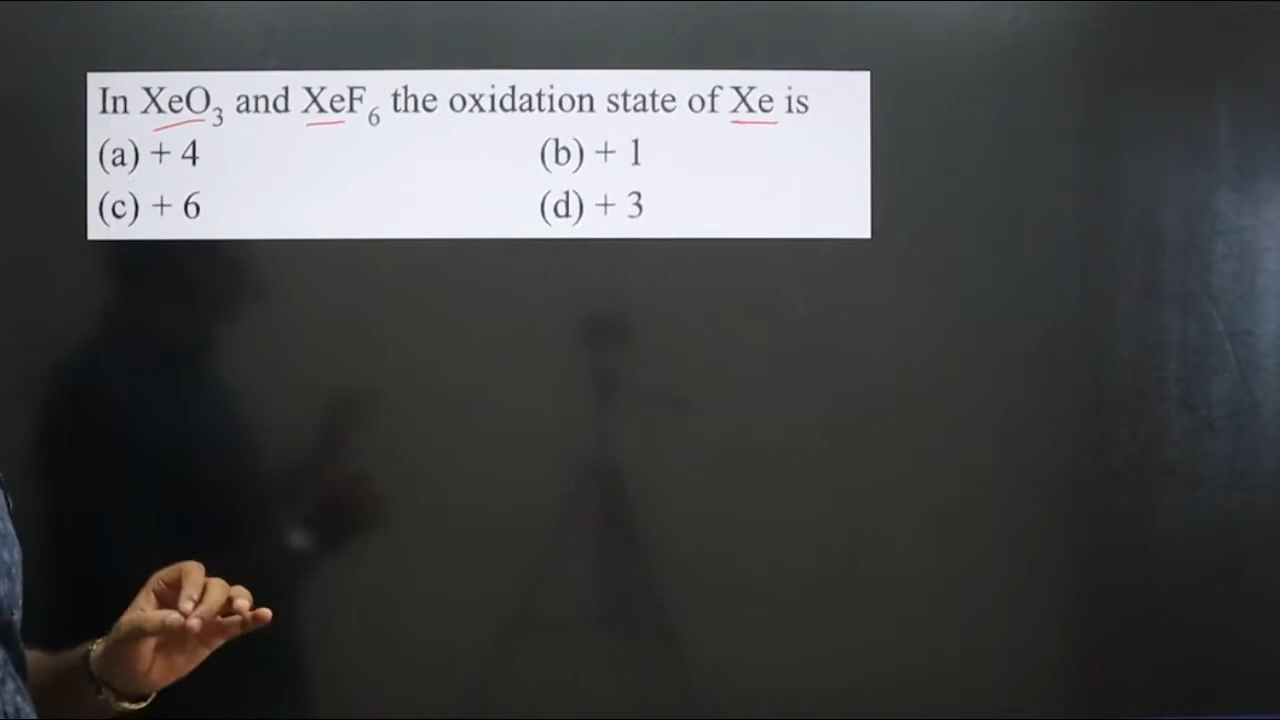 In XeO₃ and XeF₆ the oxidation state of Xe is
(a) + 4 (b) + 1
(c) + 6 (d) + 3